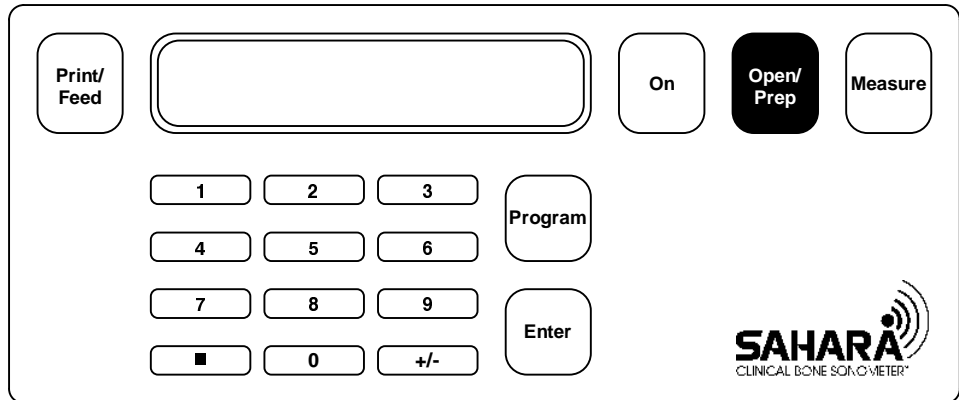 Print/
Feed
On
Open/
Prep
Measure
1 2 3
Program
4 5 6
7 8 9
Enter
■ 0 +/-
SAHARA
CLINICAL BONE SONOMETER™